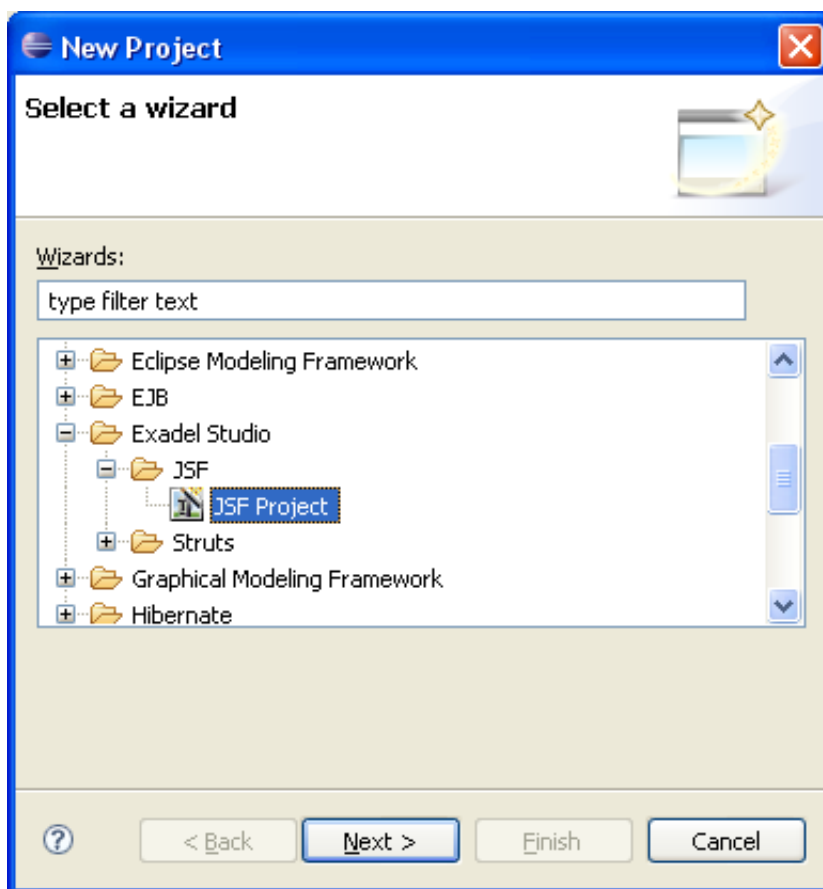 New Project
Select a wizard
Wizards:
type filter text
Eclipse Modeling Framework
EJB
Exadel Studio
JSF
JSF Project
Struts
Graphical Modeling Framework
Hibernate
? < Back Next > Finish Cancel